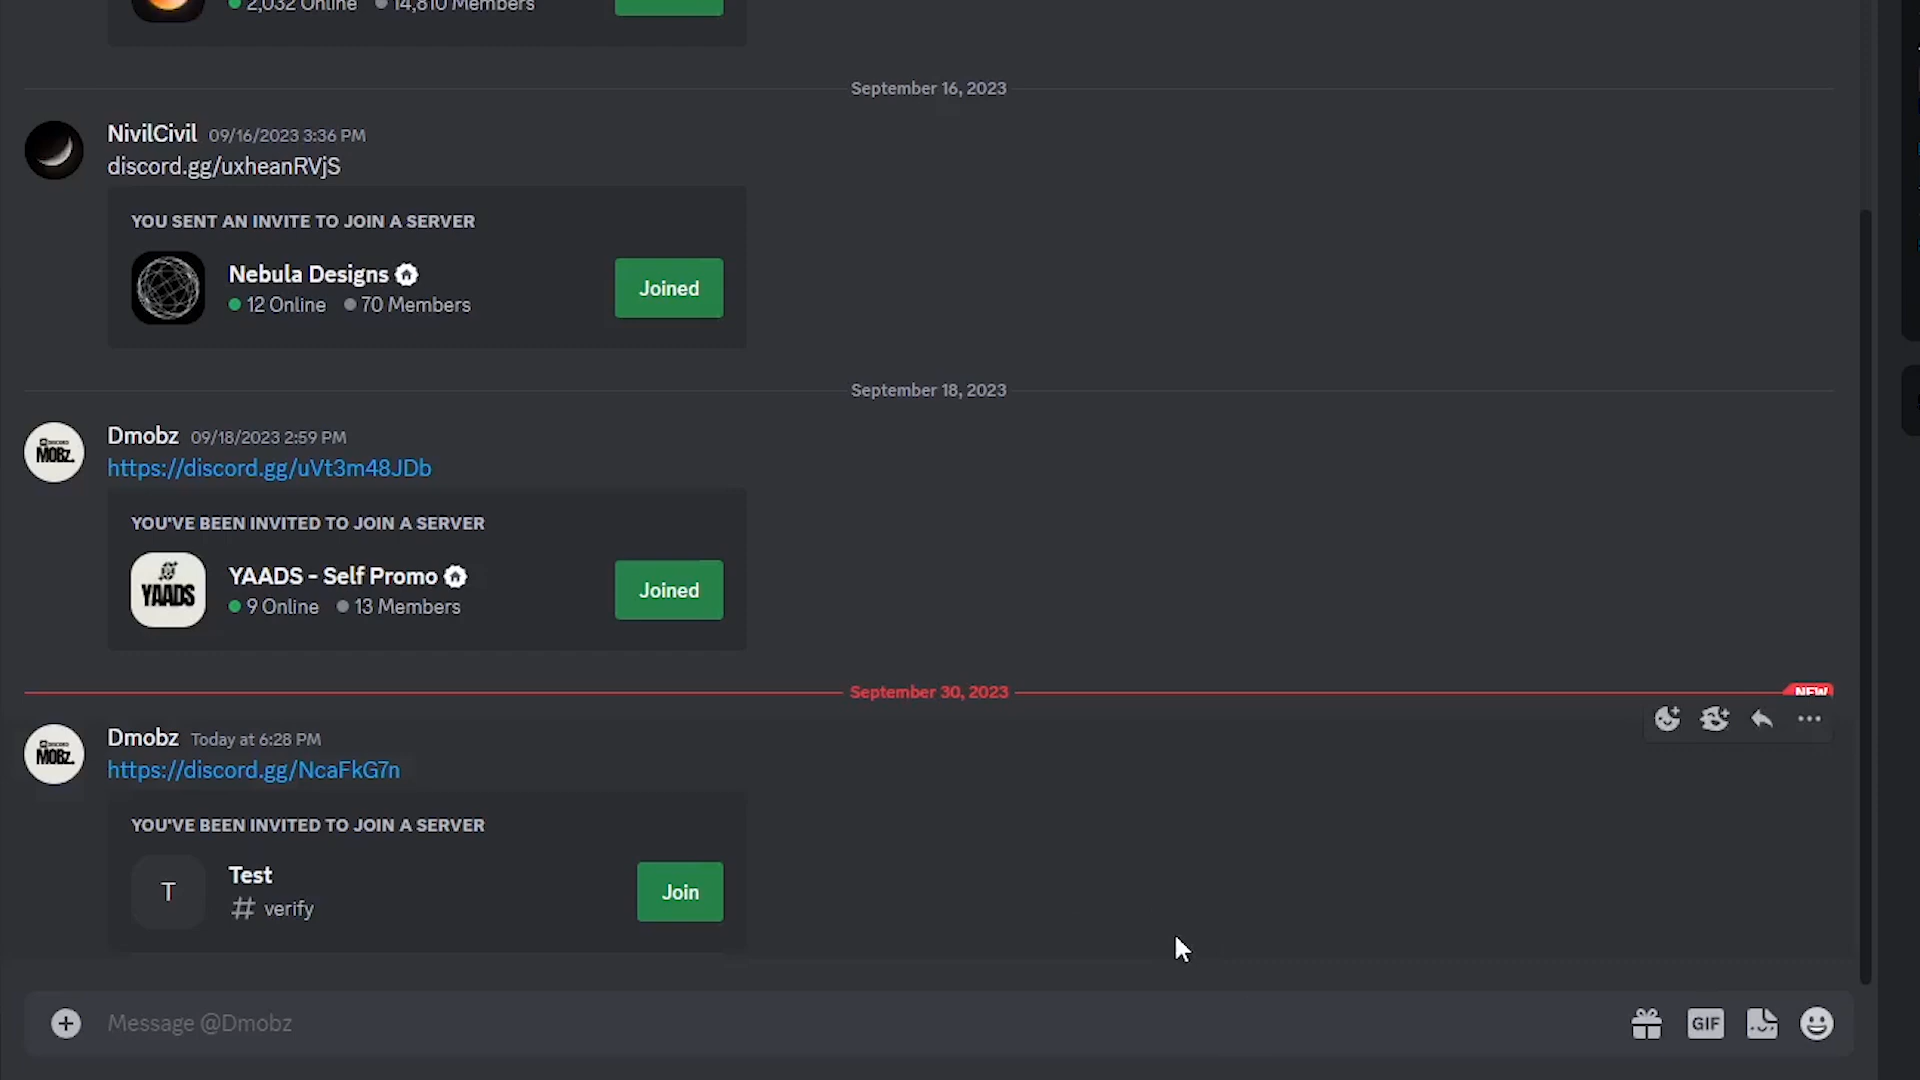 2,032 Online 14,810 Members
September 16, 2023
NivilCivil 09/16/2023 3:36 PM
discord.gg/uxheanRVjS
YOU SENT AN INVITE TO JOIN A SERVER
Nebula Designs
12 Online 70 Members
Joined
September 18, 2023
MOBZ. Dmobz 09/18/2023 2:59 PM
https://discord.gg/uVt3m48JDb
YOU'VE BEEN INVITED TO JOIN A SERVER
YAADS YAADS - Self Promo
9 Online 13 Members
Joined
September 30, 2023 NEW
MOBZ. Dmobz Today at 6:28 PM
https://discord.gg/NcaFkG7n
YOU'VE BEEN INVITED TO JOIN A SERVER
T Test
# verify
Join
Message @Dmobz
GIF